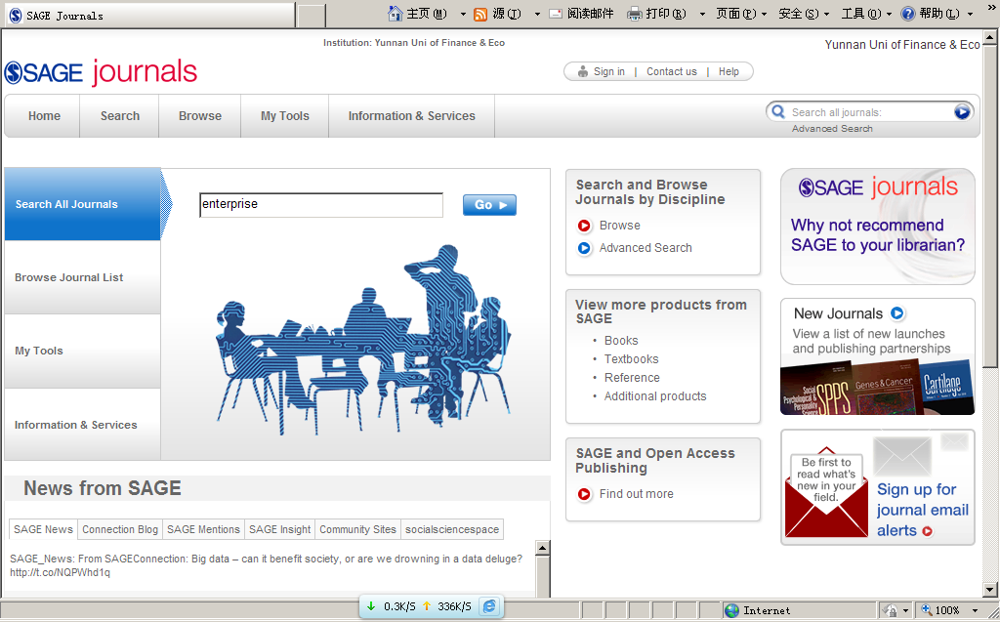 SAGE Journals
主页(M)
源(J)
阅读邮件
打印(R)
页面(P)
安全(S)
工具(O)
帮助(L)
Institution: Yunnan Uni of Finance & Eco
Yunnan Uni of Finance & Eco
SSAGE journals
Sign in | Contact us | Help
Home
Search
Browse
My Tools
Information & Services
Search all journals:
Advanced Search
Search All Journals
enterprise
Go
Browse Journal List
My Tools
Information & Services
Search and Browse
Journals by Discipline
Browse
Advanced Search
View more products from
SAGE
• Books
• Textbooks
• Reference
• Additional products
SAGE and Open Access
Publishing
Find out more
SSAGE journals
Why not recommend
SAGE to your librarian?
New Journals
View a list of new launches
and publishing partnerships
Social
Psychological &
Personality
Science
SPPS
Genes & Cancer
Cartilage
Be first to
read what's
new in your
field.
Sign up for
journal email
alerts
News from SAGE
SAGE News
Connection Blog
SAGE Mentions
SAGE Insight
Community Sites
socialsciencespace
SAGE_News: From SAGEConnection: Big data – can it benefit society, or are we drowning in a data deluge?
http://t.co/NQPWhd1q
0.3K/S
336K/S
Internet
100%